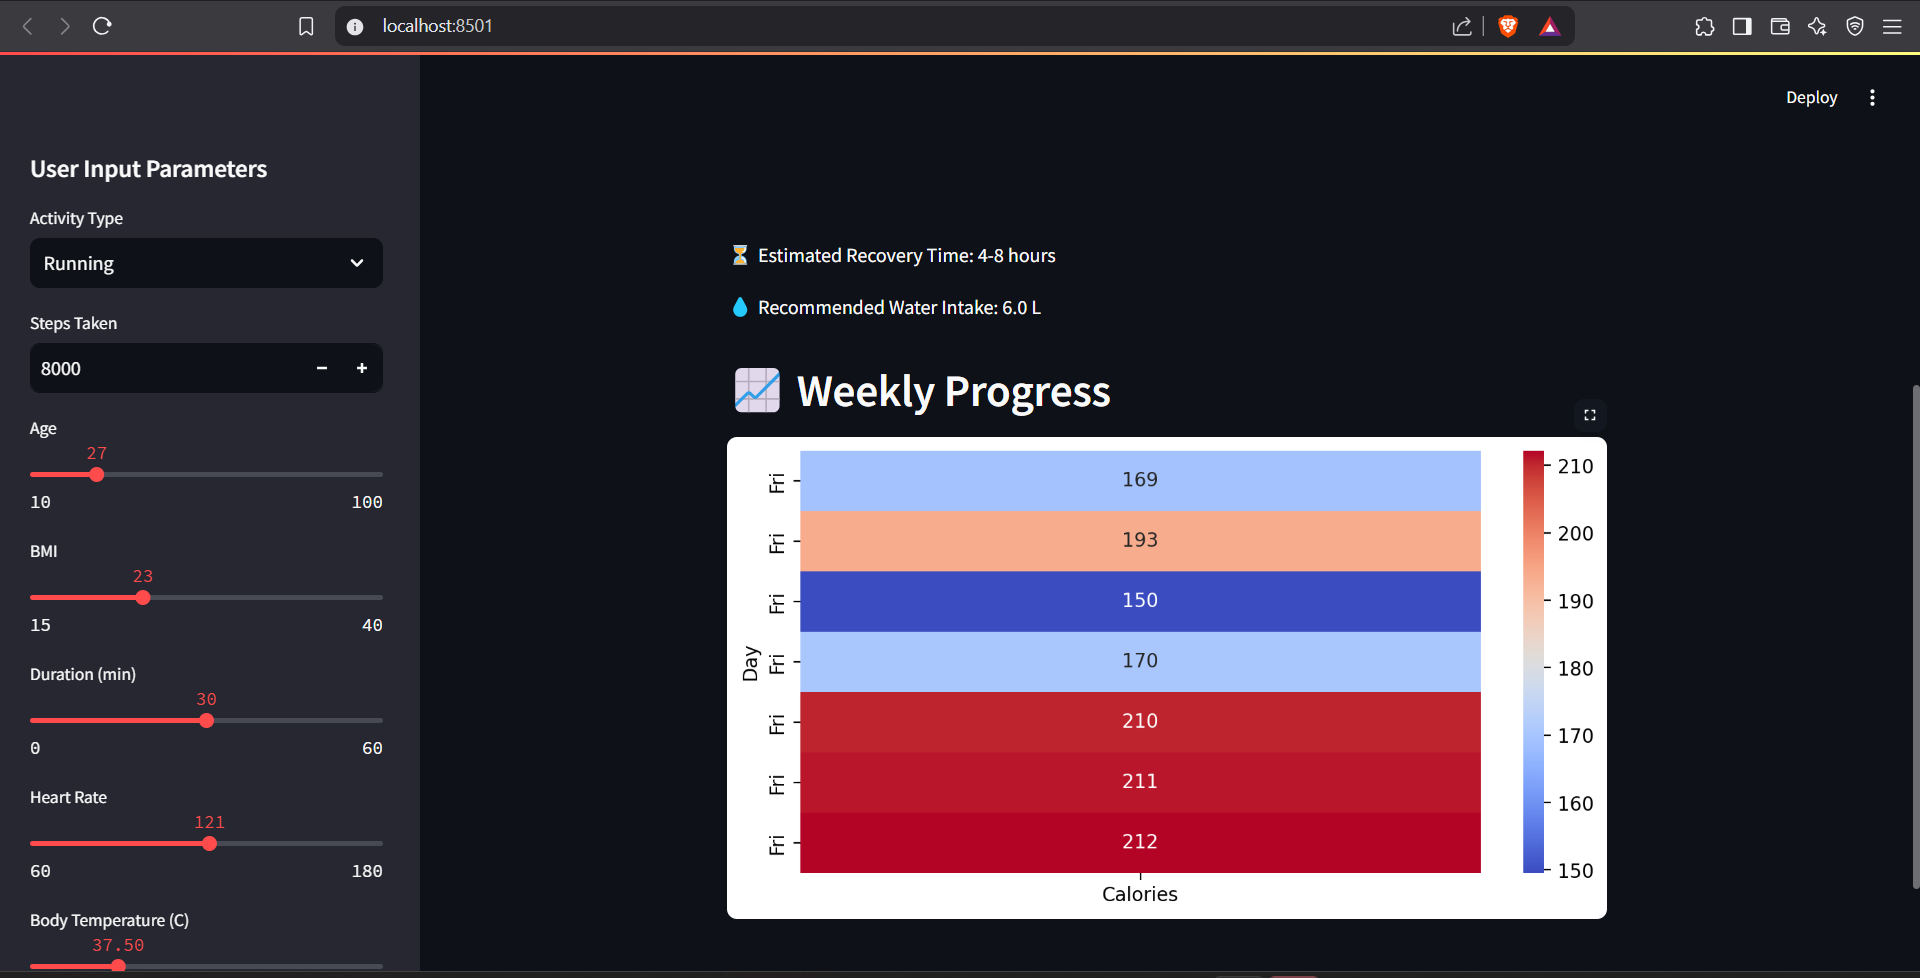 localhost:8501
Deploy
User Input Parameters
Activity Type
Running
Steps Taken
8000
Age
27
10 100
BMI
23
15 40
Duration (min)
30
0 60
Heart Rate
121
60 180
Body Temperature (C)
37.50
Estimated Recovery Time: 4-8 hours
Recommended Water Intake: 6.0 L
Weekly Progress
Day
Fri 169
Fri 193
Fri 150
Fri 170
Fri 210
Fri 211
Fri 212
Calories
210
200
190
180
170
160
150